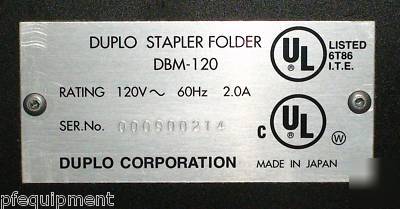 DUPLO STAPLER FOLDER
DBM-120
RATING 120V~ 60Hz 2.0A
SER.No. 000900214
DUPLO CORPORATION
UL
LISTED
6T86
I.T.E.
C UL W
MADE IN JAPAN
pfequipment